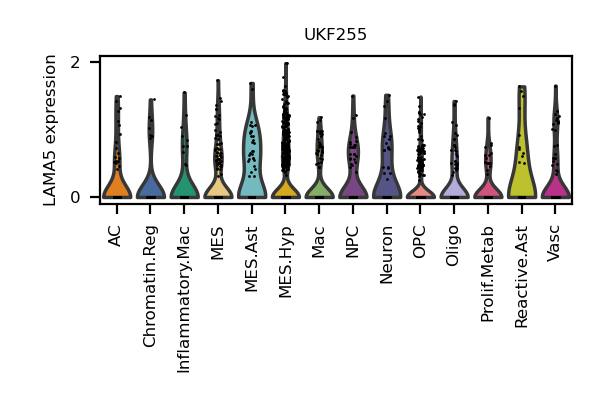 UKF255
LAMA5 expression
2
0
AC
Chromatin.Reg
Inflammatory.Mac
MES
MES.Ast
MES.Hyp
Mac
NPC
Neuron
OPC
Oligo
Prolif.Metab
Reactive.Ast
Vasc